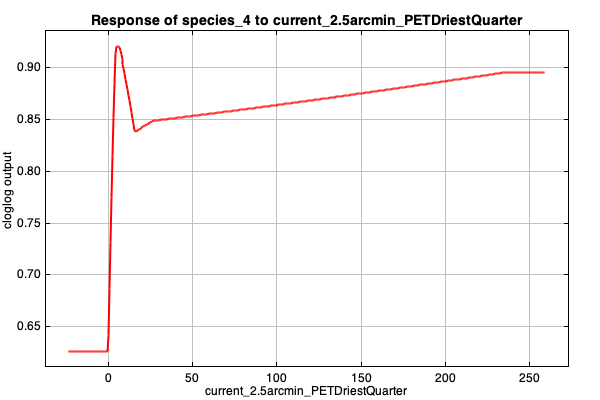 Response of species_4 to current_2.5arcmin_PETDriestQuarter
cloglog output
0.90
0.85
0.80
0.75
0.70
0.65
0 50 100 150 200 250
current_2.5arcmin_PETDriestQuarter